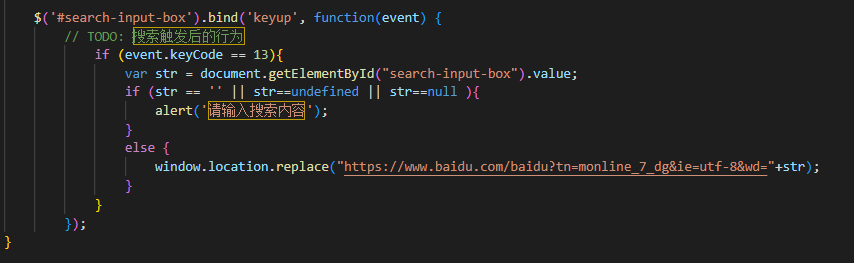 $('#search-input-box').bind('keyup', function(event) {
// TODO: 搜索触发后的行为
if (event.keyCode == 13){
var str = document.getElementById("search-input-box").value;
if (str == '' || str==undefined || str==null ){
alert('请输入搜索内容');
}
else {
window.location.replace("https://www.baidu.com/baidu?tn=monline_7_dg&ie=utf-8&wd="+str);
}
}
});
}